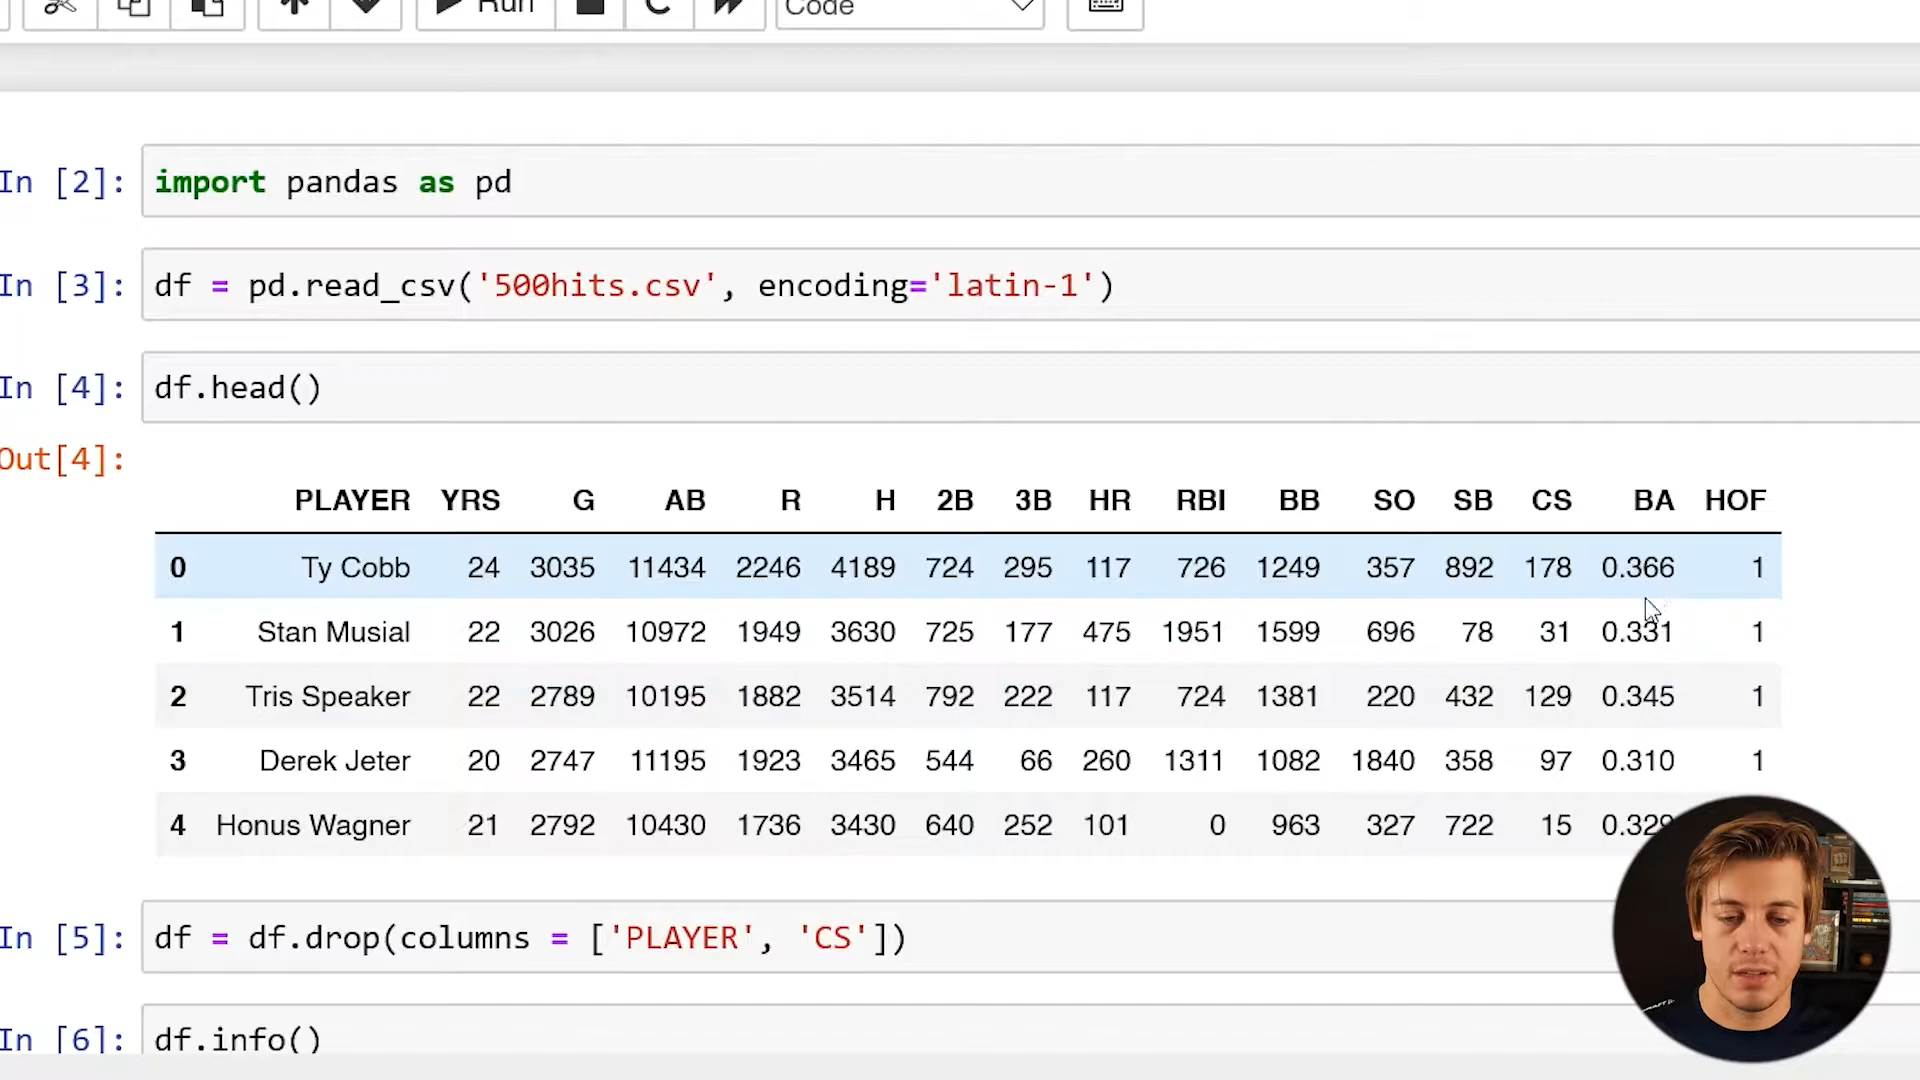 Run
Code
In [2]: import pandas as pd
In [3]: df = pd.read_csv('500hits.csv', encoding='latin-1')
In [4]: df.head()
Out[4]:
PLAYER YRS G AB R H 2B 3B HR RBI BB SO SB CS BA HOF
0 Ty Cobb 24 3035 11434 2246 4189 724 295 117 726 1249 357 892 178 0.366 1
1 Stan Musial 22 3026 10972 1949 3630 725 177 475 1951 1599 696 78 31 0.331 1
2 Tris Speaker 22 2789 10195 1882 3514 792 222 117 724 1381 220 432 129 0.345 1
3 Derek Jeter 20 2747 11195 1923 3465 544 66 260 1311 1082 1840 358 97 0.310 1
4 Honus Wagner 21 2792 10430 1736 3430 640 252 101 0 963 327 722 15 0.329
In [5]: df = df.drop(columns = ['PLAYER', 'CS'])
In [6]: df.info()